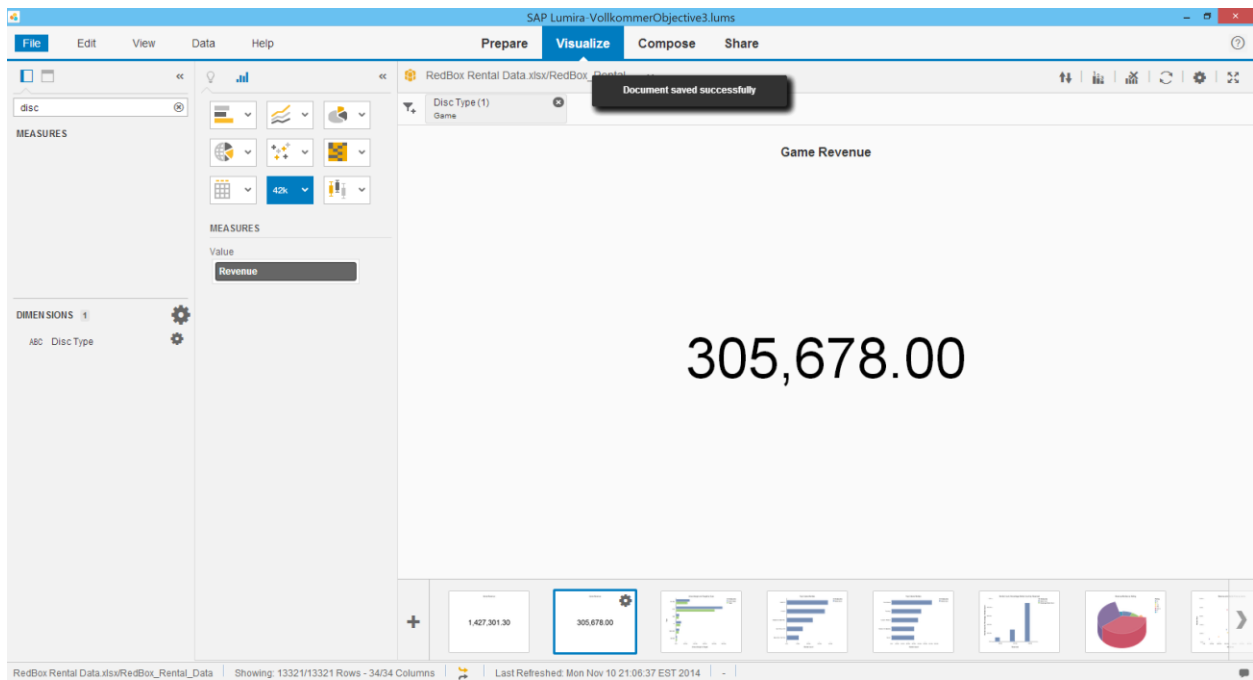 SAP Lumira-VollkommerObjective3.lums
File Edit View Data Help Prepare Visualize Compose Share
RedBox Rental Data.xlsx/RedBox_Rental
Document saved successfully
disc
Disc Type (1)
Game
MEASURES
Game Revenue
42k
MEASURES
Value
Revenue
DIMENSIONS 1
ABC Disc Type
305,678.00
1,427,301.30
305,678.00
RedBox Rental Data.xlsx/RedBox_Rental_Data Showing: 13321/13321 Rows - 34/34 Columns Last Refreshed: Mon Nov 10 21:06:37 EST 2014 -